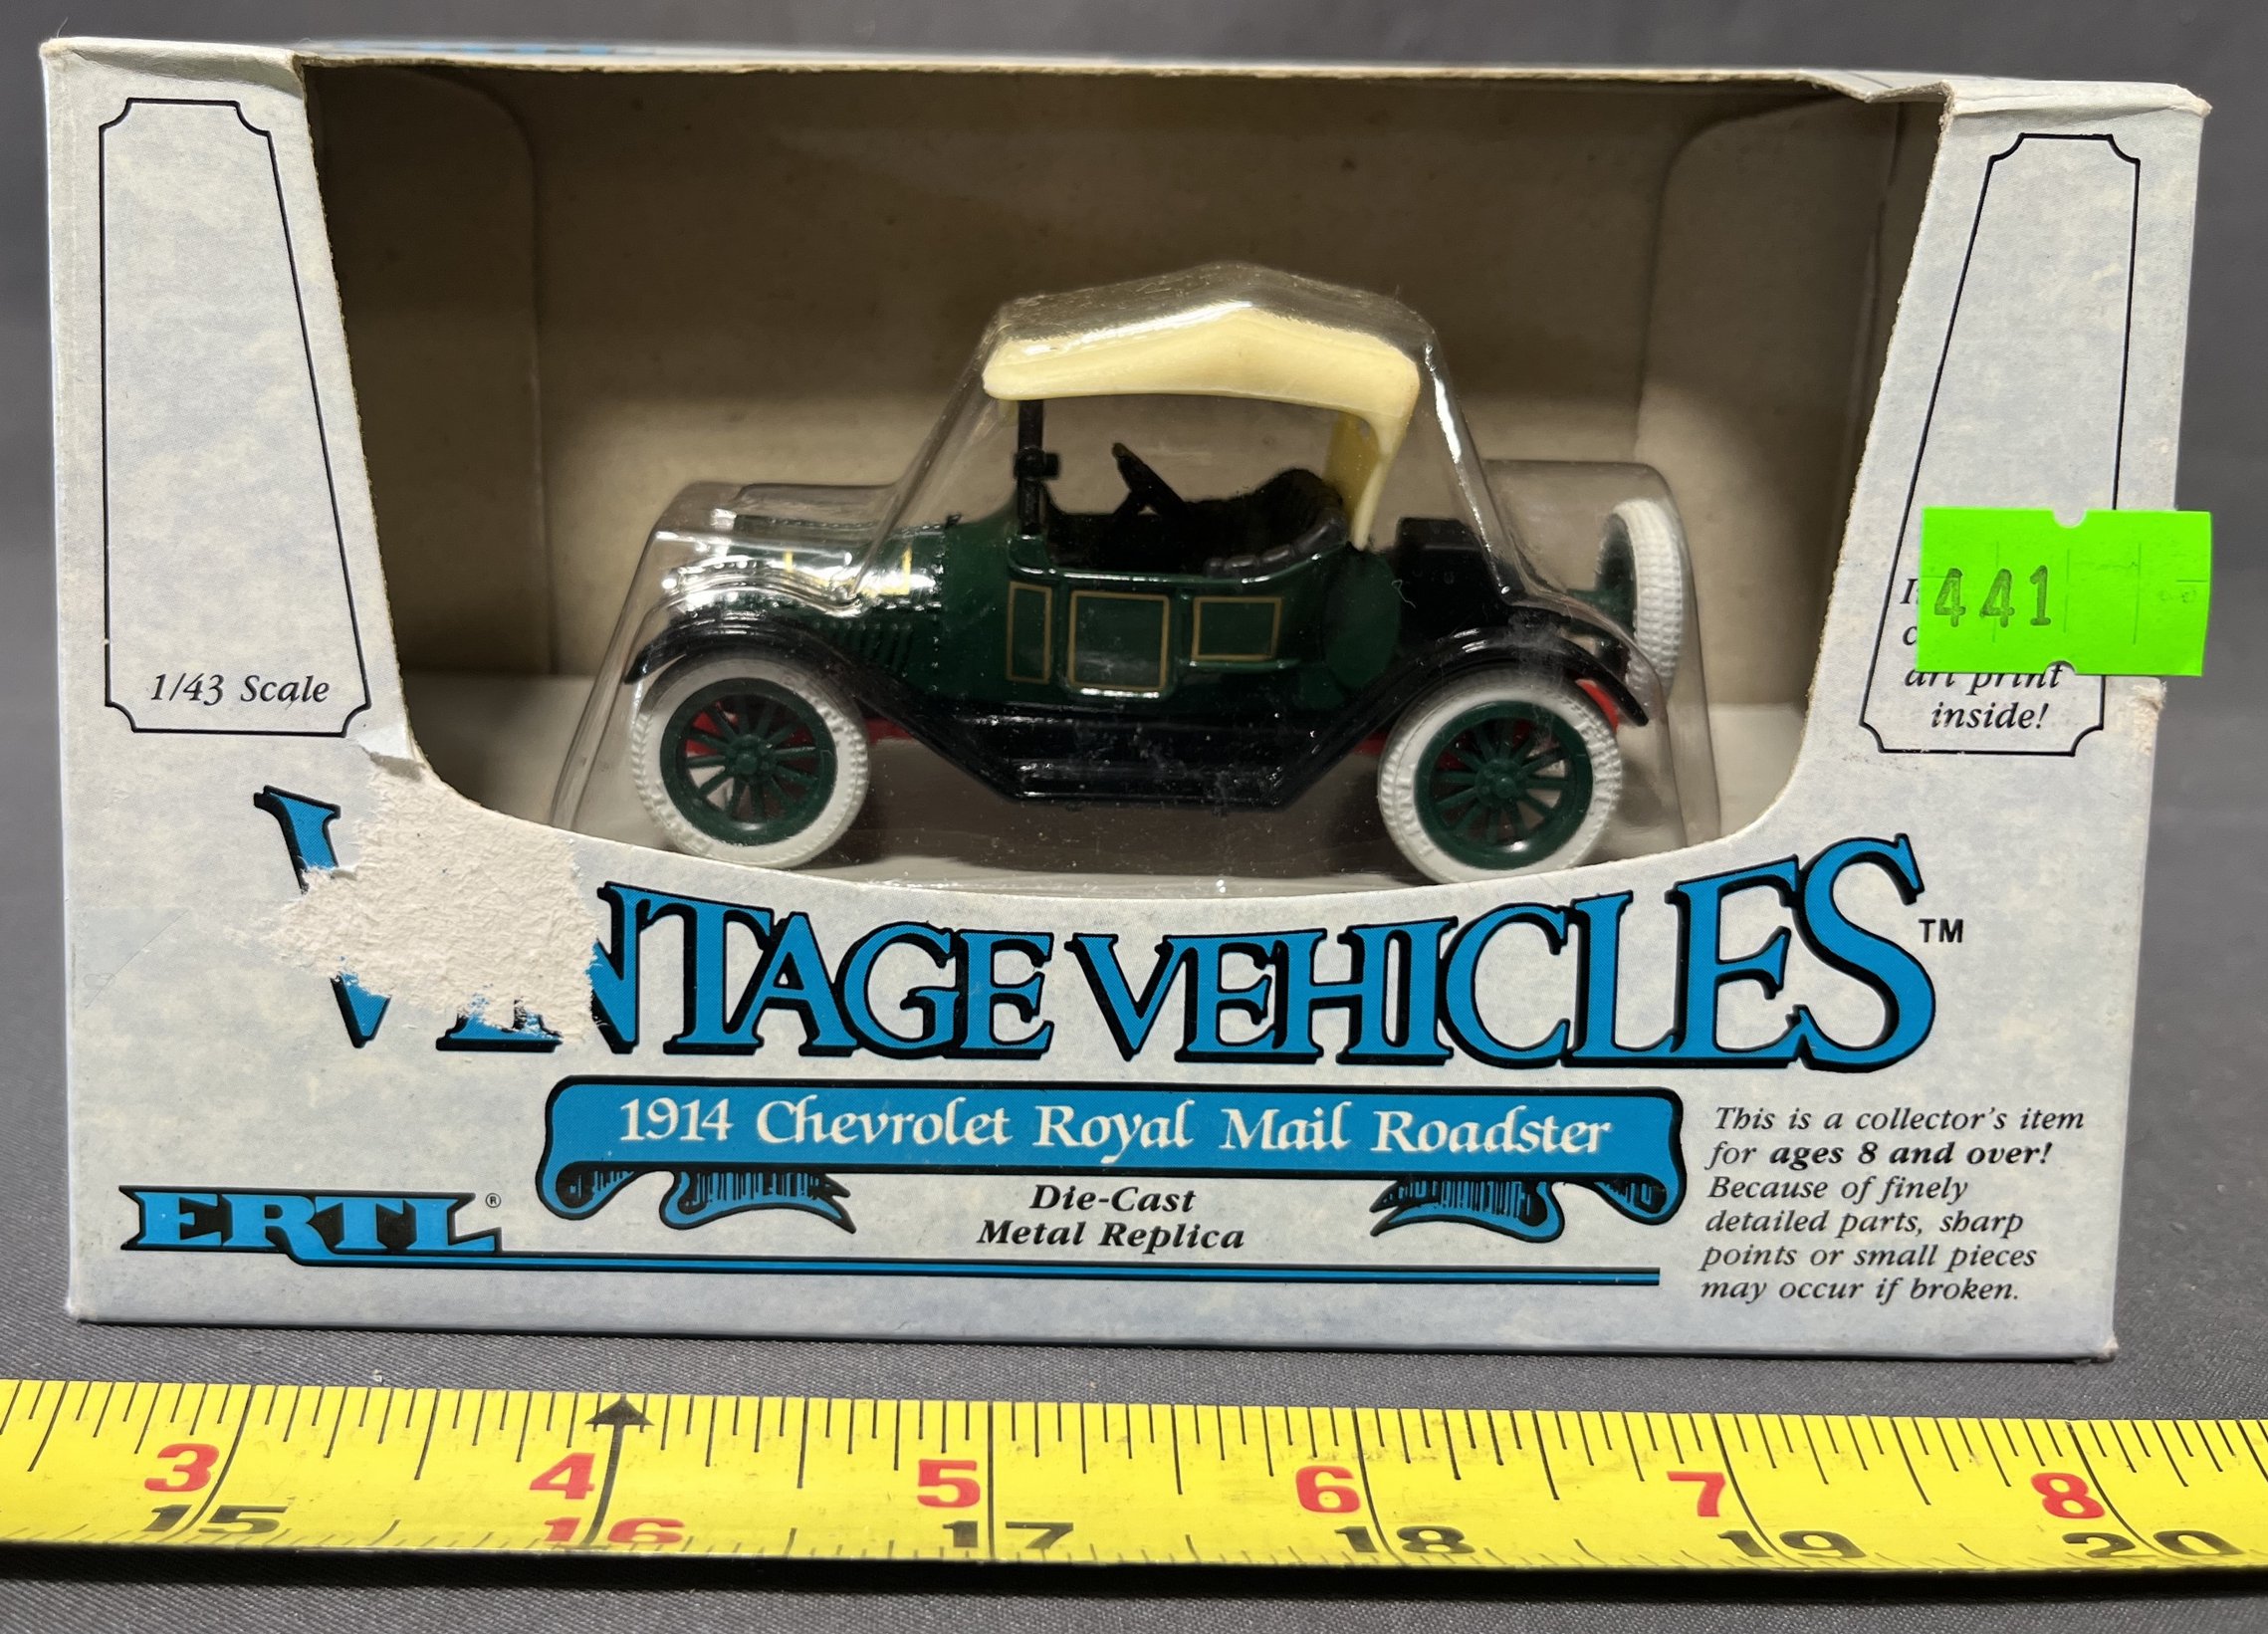 1/43 Scale
441
art print
inside!
VINTAGE VEHICLES™
1914 Chevrolet Royal Mail Roadster
ERTL®
Die-Cast
Metal Replica
This is a collector's item
for ages 8 and over!
Because of finely
detailed parts, sharp
points or small pieces
may occur if broken.
3 4 5 6 7 8
15 16 17 18 19 20